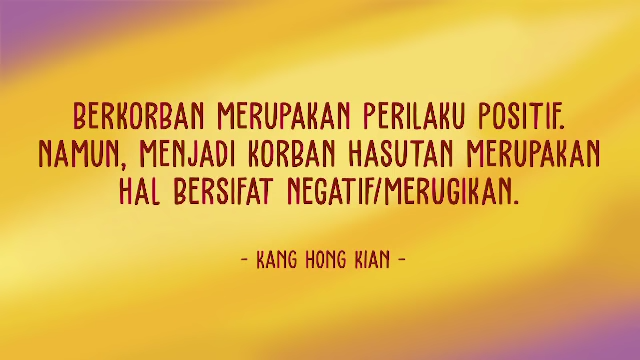 BERKORBAN MERUPAKAN PERILAKU POSITIF.
NAMUN, MENJADI KORBAN HASUTAN MERUPAKAN
HAL BERSIFAT NEGATIF/MERUGIKAN.
- KANG HONG KIAN -